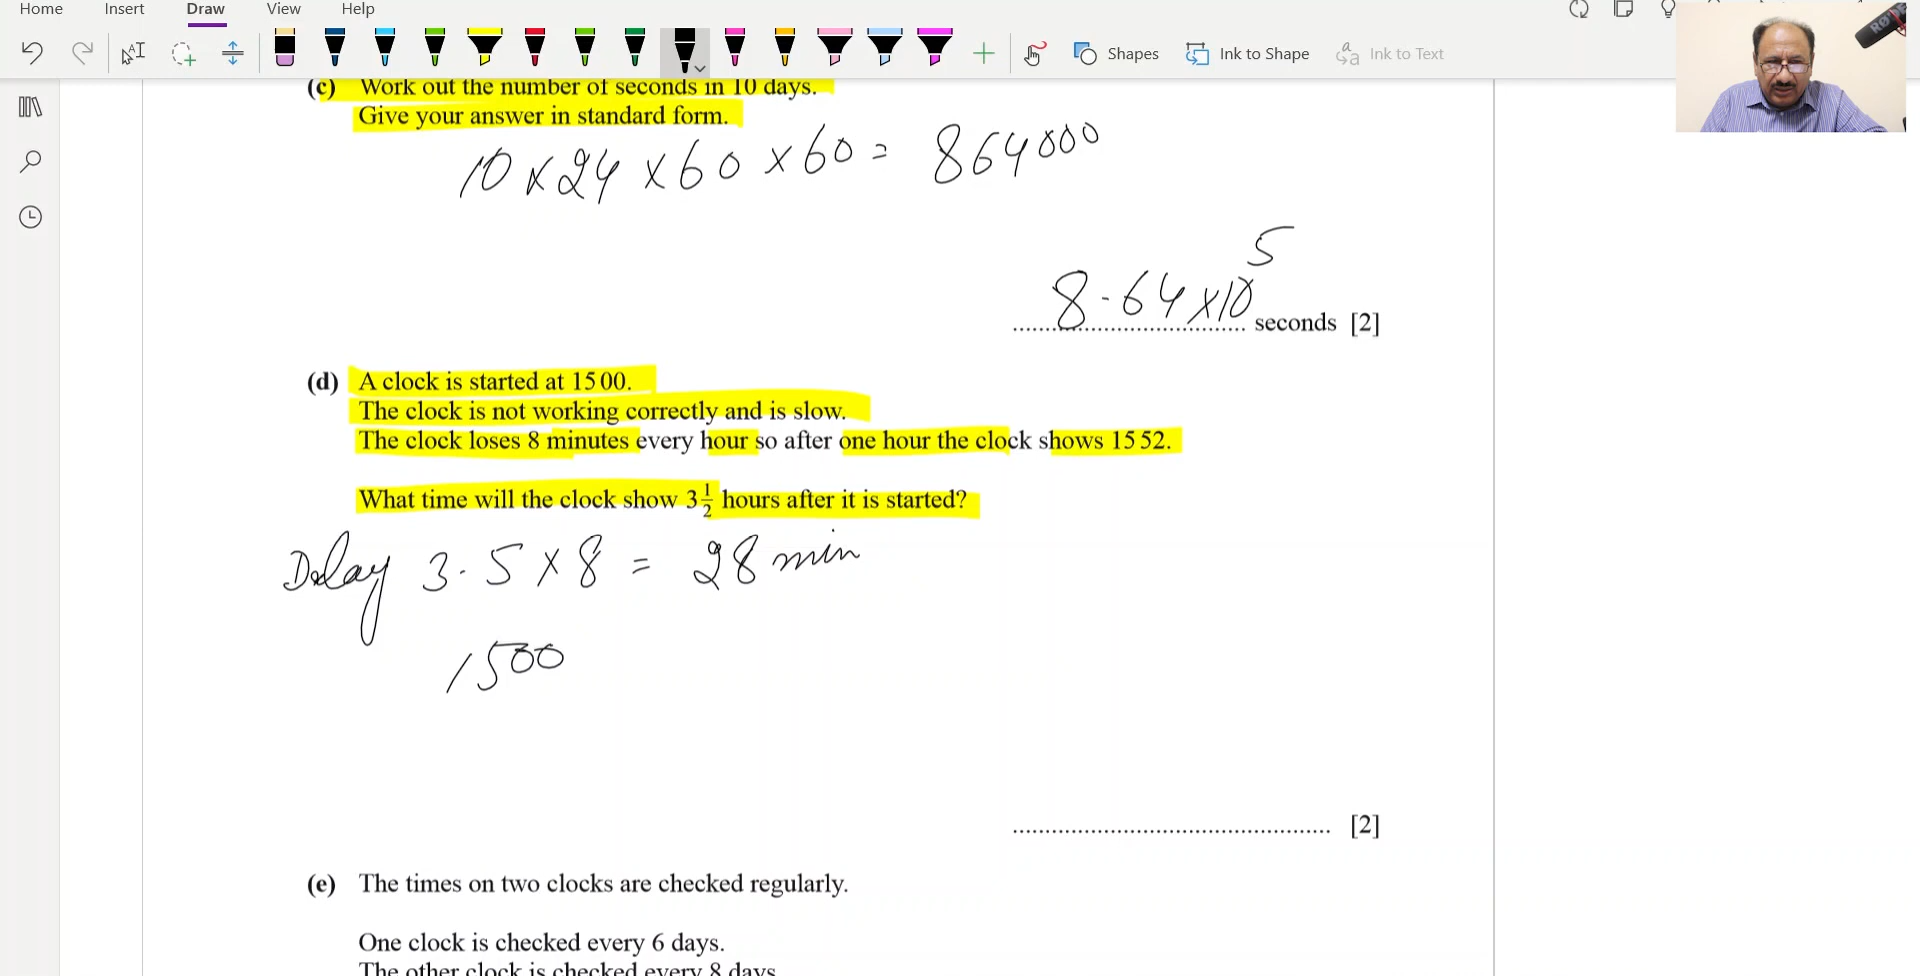 Home Insert Draw View Help
Shapes Ink to Shape Ink to Text
RØDE
(c) Work out the number of seconds in 10 days.
Give your answer in standard form.
10 × 24 × 60 × 60 = 864000
8.64 × 10^5
.................................... seconds [2]
(d) A clock is started at 15 00.
The clock is not working correctly and is slow.
The clock loses 8 minutes every hour so after one hour the clock shows 15 52.
What time will the clock show 3 1/2 hours after it is started?
Delay 3.5 × 8 = 28 min
1500
.................................................. [2]
(e) The times on two clocks are checked regularly.
One clock is checked every 6 days.
The other clock is checked every 8 days